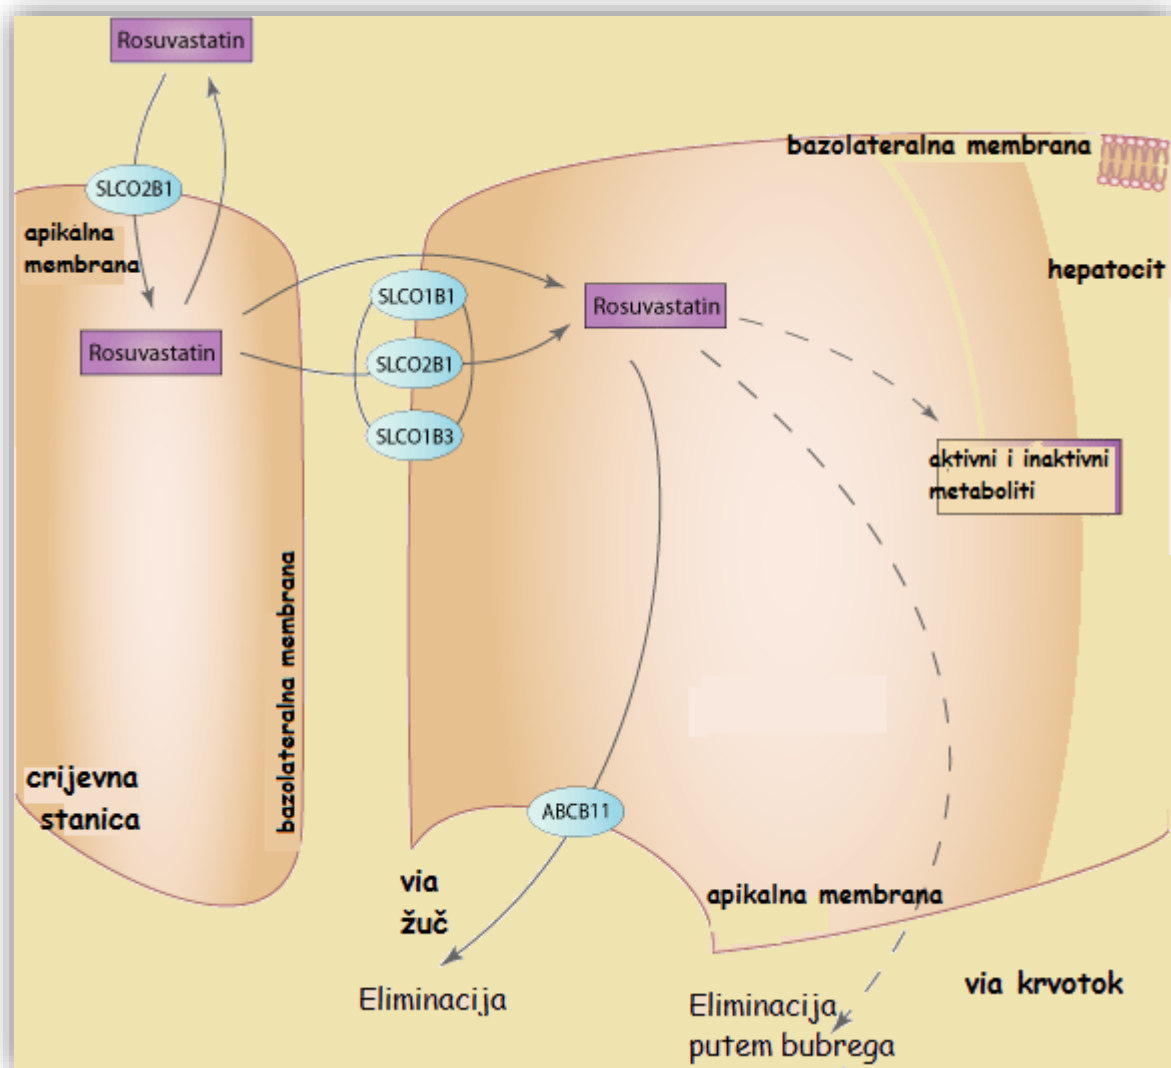 Rosuvastatin
SLCO2B1
apikalna
membrana
Rosuvastatin
bazolateralna membrana
crijevna
stanica
SLCO1B1
SLCO2B1
SLCO1B3
bazolateralna membrana
hepatocit
Rosuvastatin
aktivni i inaktivni
metaboliti
ABCB11
via
žuč
Eliminacija
apikalna membrana
via krvotok
Eliminacija
putem bubrega